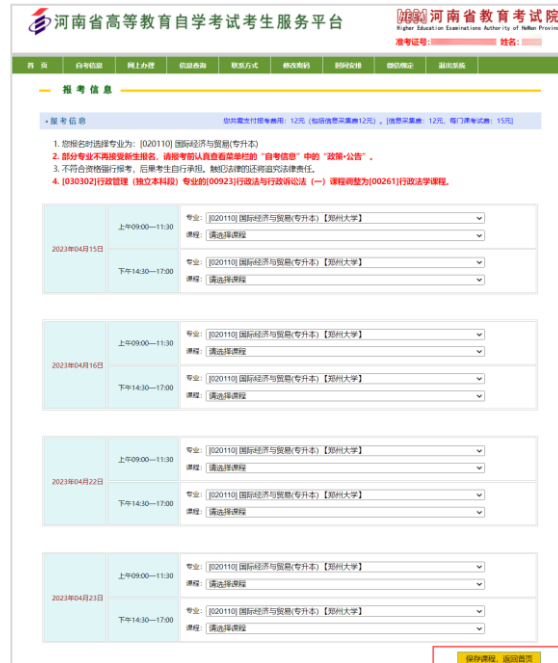 河南省高等教育自学考试考生服务平台
河南省教育考试院
Higher Education Examinations Authority of HeNan Province
准考证号: 姓名:
首 页 自考信息 网上办理 信息查询 联系方式 修改密码 退出系统
报 考 信 息
·报考信息 您共需支付报考费用：12元（包括信息采集费12元）, [信息采集费：12元, 每门课考试费：15元]
1. 您报名时选择专业为：[020110] 国际经济与贸易(专升本)
2. 部分专业不再接受新生报名，请报考前认真查看菜单栏的“自考信息”中的“政策•公告”。
3. 不符合资格强行报考，后果考生自行承担。触犯法律的还将追究法律责任。
4. [030302]行政管理（独立本科段）专业的[00923]行政法与行政诉讼法（一）课程调整为[00261]行政法学课程。
2023年04月15日
上午09:00—11:30
专业: [020110] 国际经济与贸易(专升本) 【郑州大学】
课程: 请选择课程
下午14:30—17:00
专业: [020110] 国际经济与贸易(专升本) 【郑州大学】
课程: 请选择课程
2023年04月16日
上午09:00—11:30
专业: [020110] 国际经济与贸易(专升本) 【郑州大学】
课程: 请选择课程
下午14:30—17:00
专业: [020110] 国际经济与贸易(专升本) 【郑州大学】
课程: 请选择课程
2023年04月22日
上午09:00—11:30
专业: [020110] 国际经济与贸易(专升本) 【郑州大学】
课程: 请选择课程
下午14:30—17:00
专业: [020110] 国际经济与贸易(专升本) 【郑州大学】
课程: 请选择课程
2023年04月23日
上午09:00—11:30
专业: [020110] 国际经济与贸易(专升本) 【郑州大学】
课程: 请选择课程
下午14:30—17:00
专业: [020110] 国际经济与贸易(专升本) 【郑州大学】
课程: 请选择课程
保存课程，返回首页